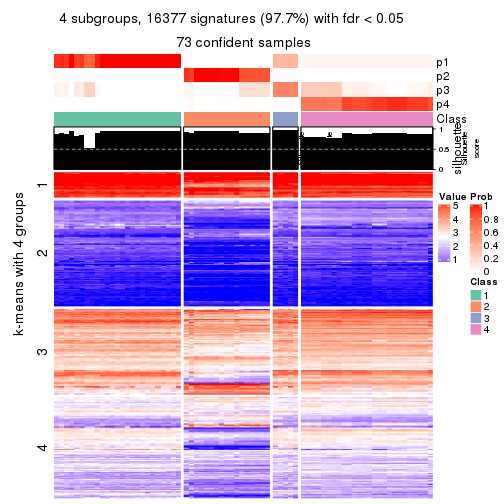 4 subgroups, 16377 signatures (97.7%) with fdr < 0.05
73 confident samples
p1
p2
p3
p4
Class
1
0.5
0
silhouette
Silhouette
score
k-means with 4 groups
1
2
3
4
Value
5
4
3
2
1
Prob
1
0.8
0.6
0.4
0.2
0
Class
1
2
3
4